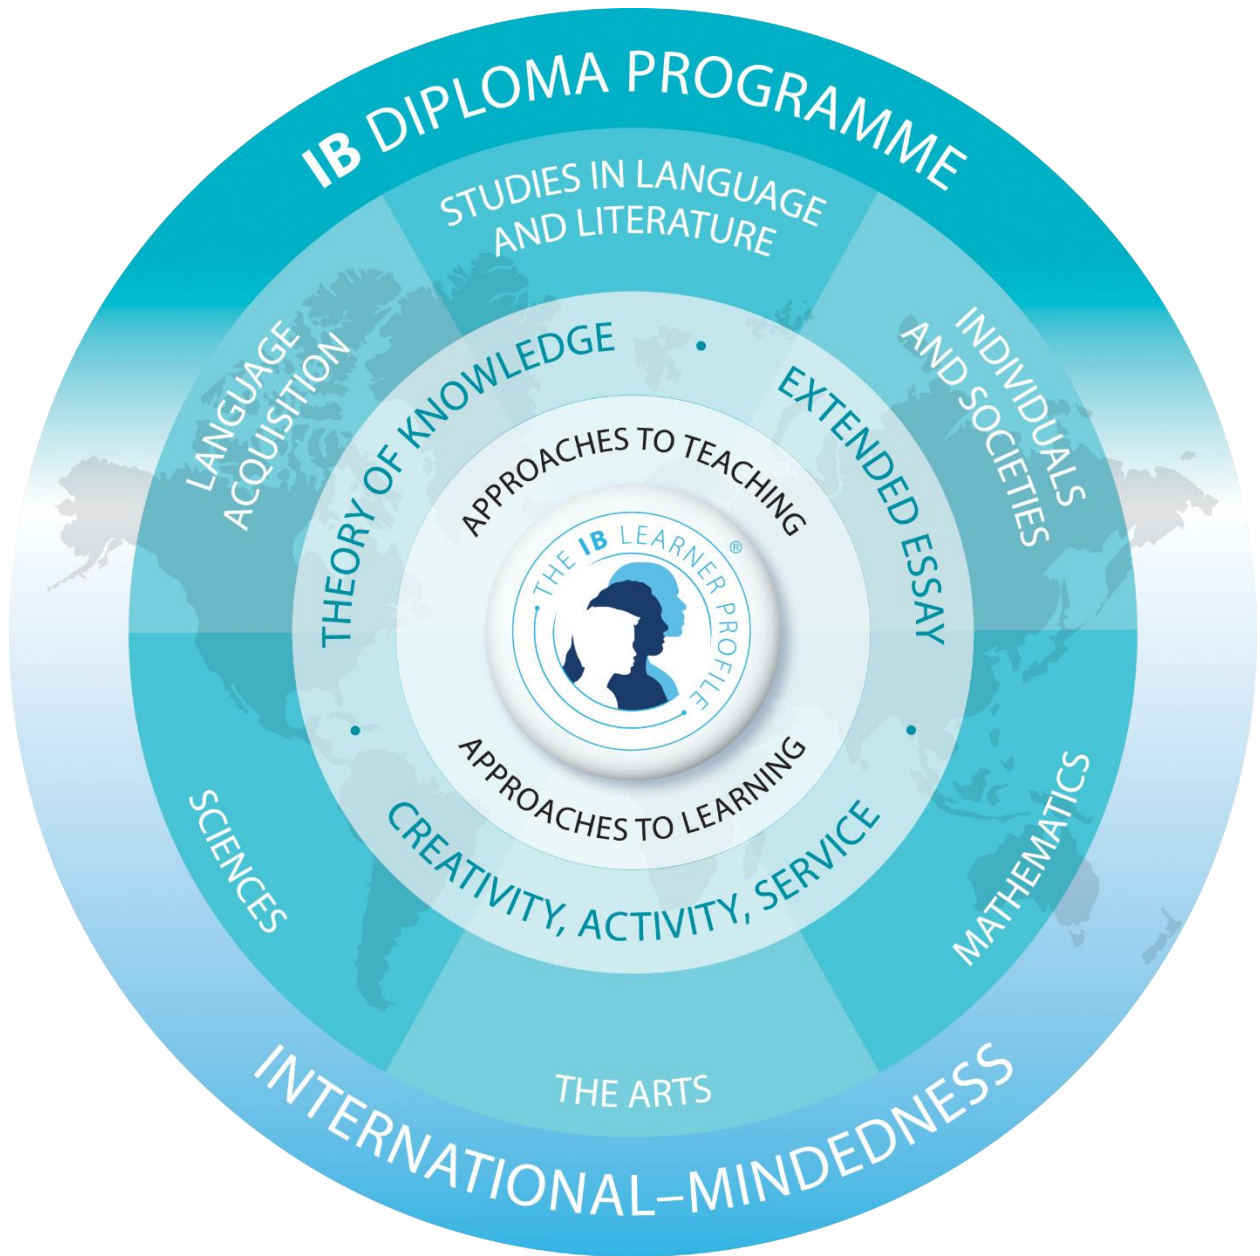 IB DIPLOMA PROGRAMME
STUDIES IN LANGUAGE
AND LITERATURE
LANGUAGE
ACQUISITION
INDIVIDUALS
AND SOCIETIES
THEORY OF KNOWLEDGE
•
EXTENDED ESSAY
APPROACHES TO TEACHING
THE IB LEARNER PROFILE
®
APPROACHES TO LEARNING
•
CREATIVITY, ACTIVITY, SERVICE
•
SCIENCES
MATHEMATICS
THE ARTS
INTERNATIONAL–MINDEDNESS